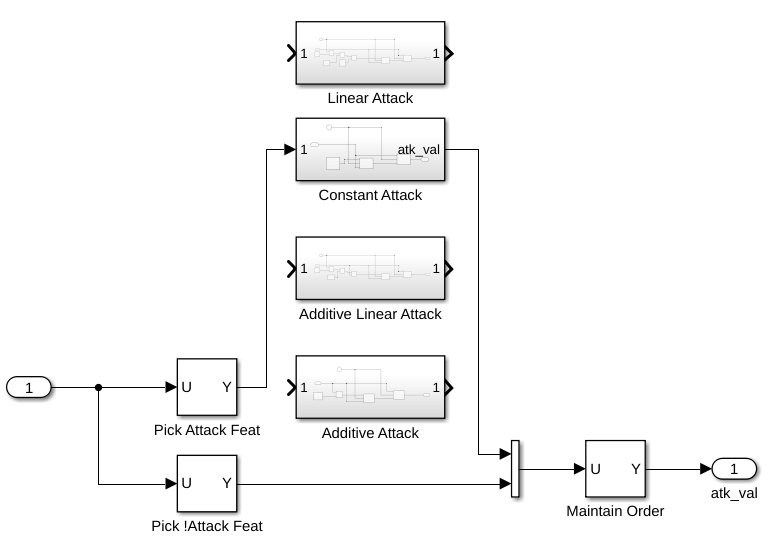 1 1
Linear Attack
1 atk_val
Constant Attack
1 1
Additive Linear Attack
1 1
Additive Attack
1
U Y
Pick Attack Feat
U Y
Pick !Attack Feat
U Y
Maintain Order
1
atk_val